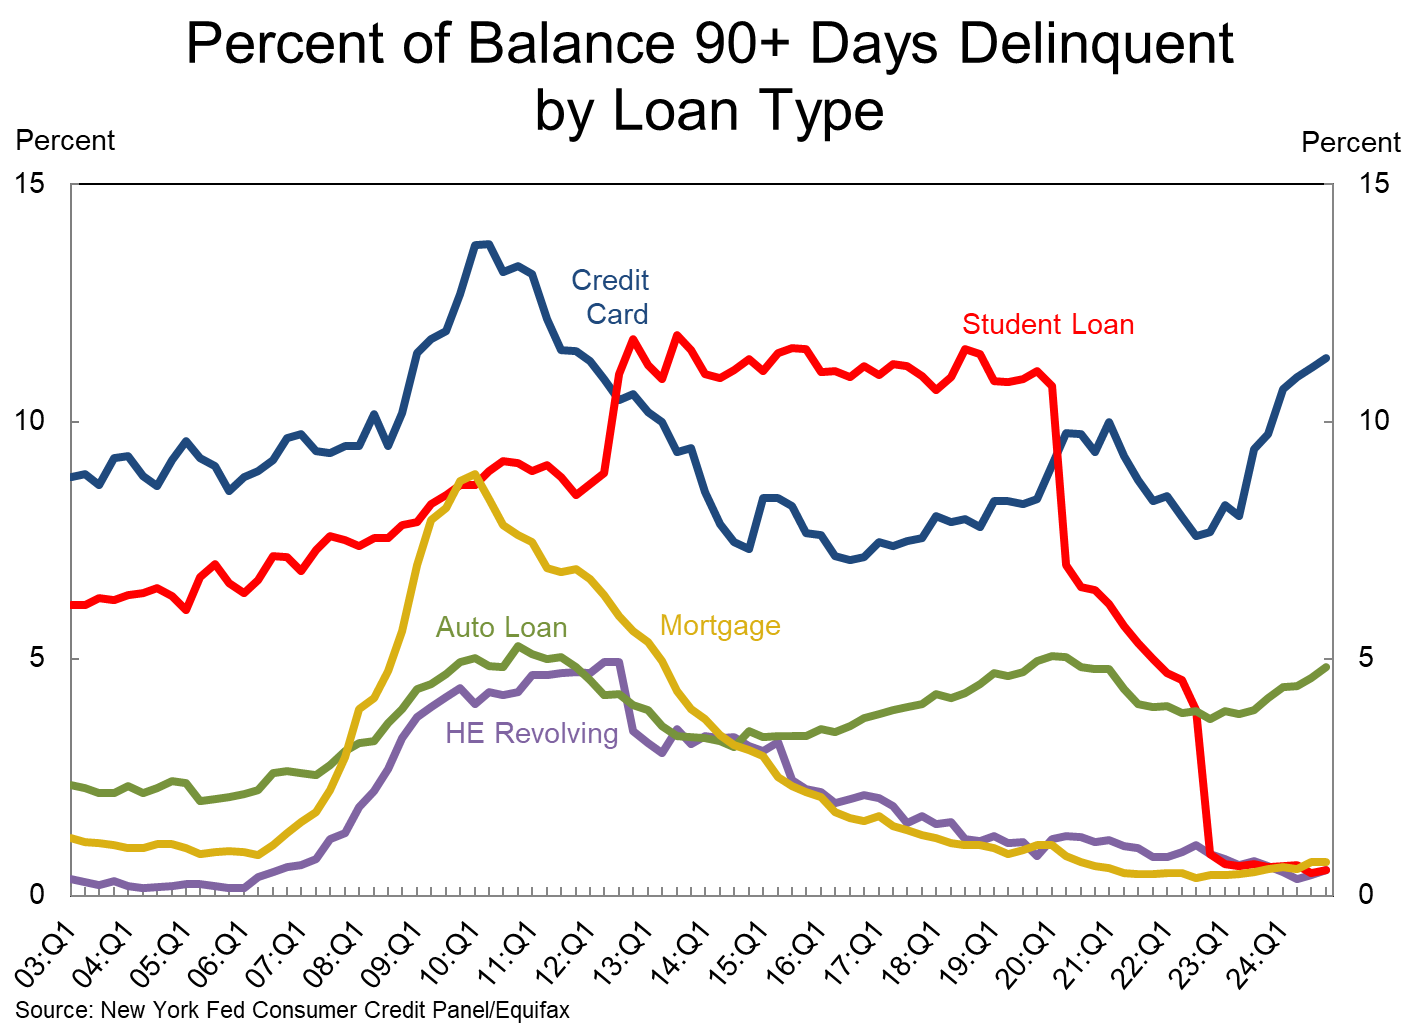 Percent of Balance 90+ Days Delinquent
by Loan Type
Percent
Percent
15
15
Credit
Card
Student Loan
10
10
Auto Loan
Mortgage
5
5
HE Revolving
0
0
03:Q1
04:Q1
05:Q1
06:Q1
07:Q1
08:Q1
09:Q1
10:Q1
11:Q1
12:Q1
13:Q1
14:Q1
15:Q1
16:Q1
17:Q1
18:Q1
19:Q1
20:Q1
21:Q1
22:Q1
23:Q1
24:Q1
Source: New York Fed Consumer Credit Panel/Equifax